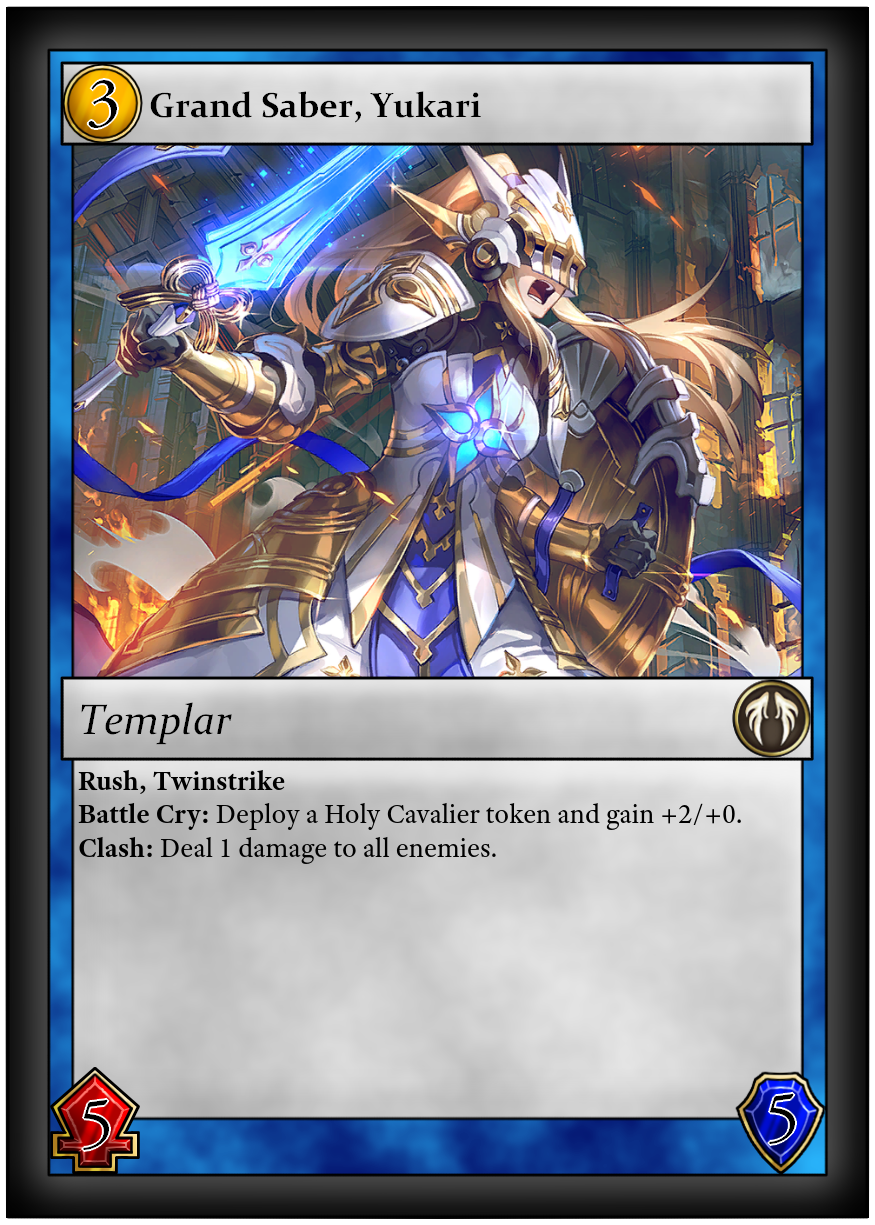 3
Grand Saber, Yukari
Templar
Rush, Twinstrike
Battle Cry: Deploy a Holy Cavalier token and gain +2/+0.
Clash: Deal 1 damage to all enemies.
5
5